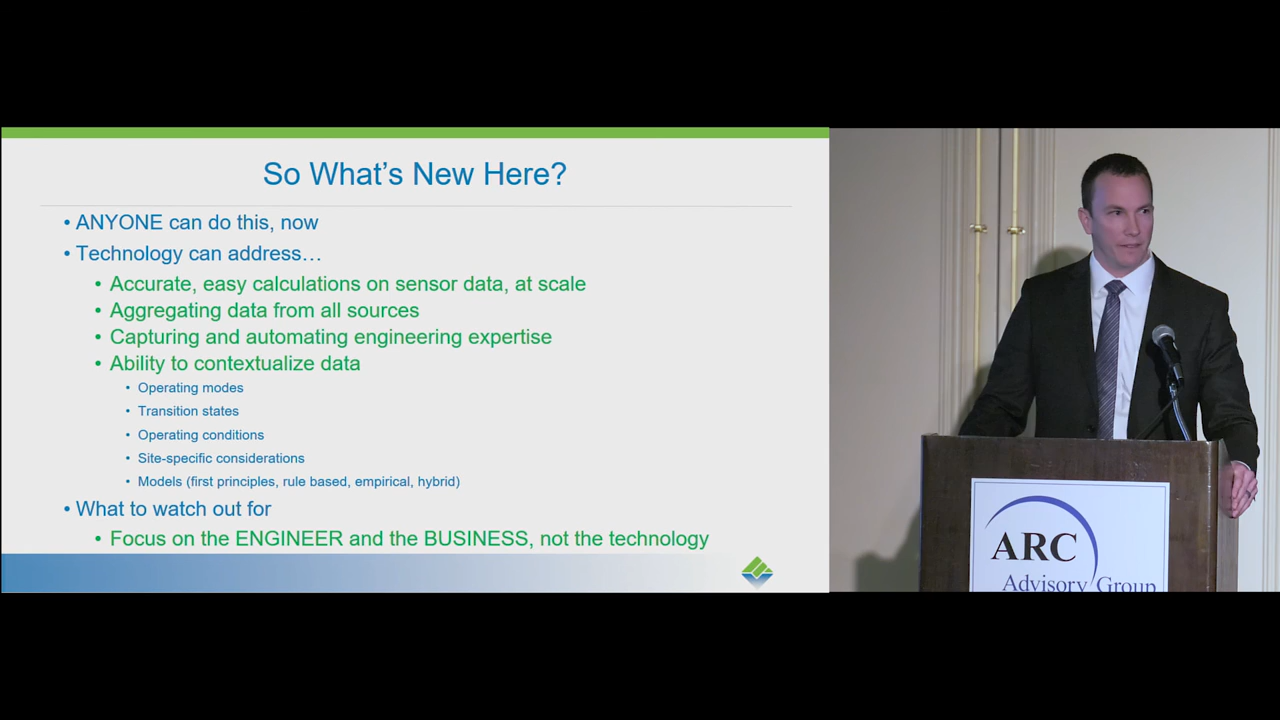 So What's New Here?
• ANYONE can do this, now
• Technology can address…
• Accurate, easy calculations on sensor data, at scale
• Aggregating data from all sources
• Capturing and automating engineering expertise
• Ability to contextualize data
• Operating modes
• Transition states
• Operating conditions
• Site-specific considerations
• Models (first principles, rule based, empirical, hybrid)
• What to watch out for
• Focus on the ENGINEER and the BUSINESS, not the technology
ARC
Advisory Group